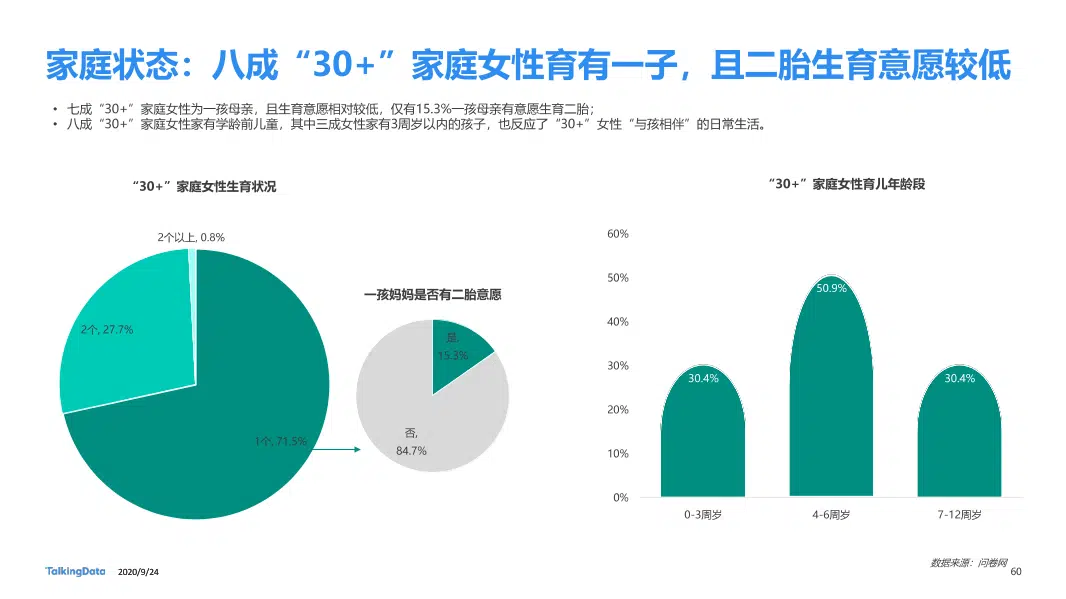 家庭状态：八成“30+”家庭女性育有一子，且二胎生育意愿较低
• 七成“30+”家庭女性为一孩母亲，且生育意愿相对较低，仅有15.3%一孩母亲有意愿生育二胎；
• 八成“30+”家庭女性家有学龄前儿童，其中三成女性家有3周岁以内的孩子，也反应了“30+”女性“与孩相伴”的日常生活。
“30+”家庭女性生育状况
2个以上, 0.8%
2个, 27.7%
1个, 71.5%
一孩妈妈是否有二胎意愿
是,
15.3%
否,
84.7%
“30+”家庭女性育儿年龄段
60%
50%
40%
30%
20%
10%
0%
30.4%
50.9%
30.4%
0-3周岁
4-6周岁
7-12周岁
数据来源：问卷网
TalkingData
2020/9/24
60